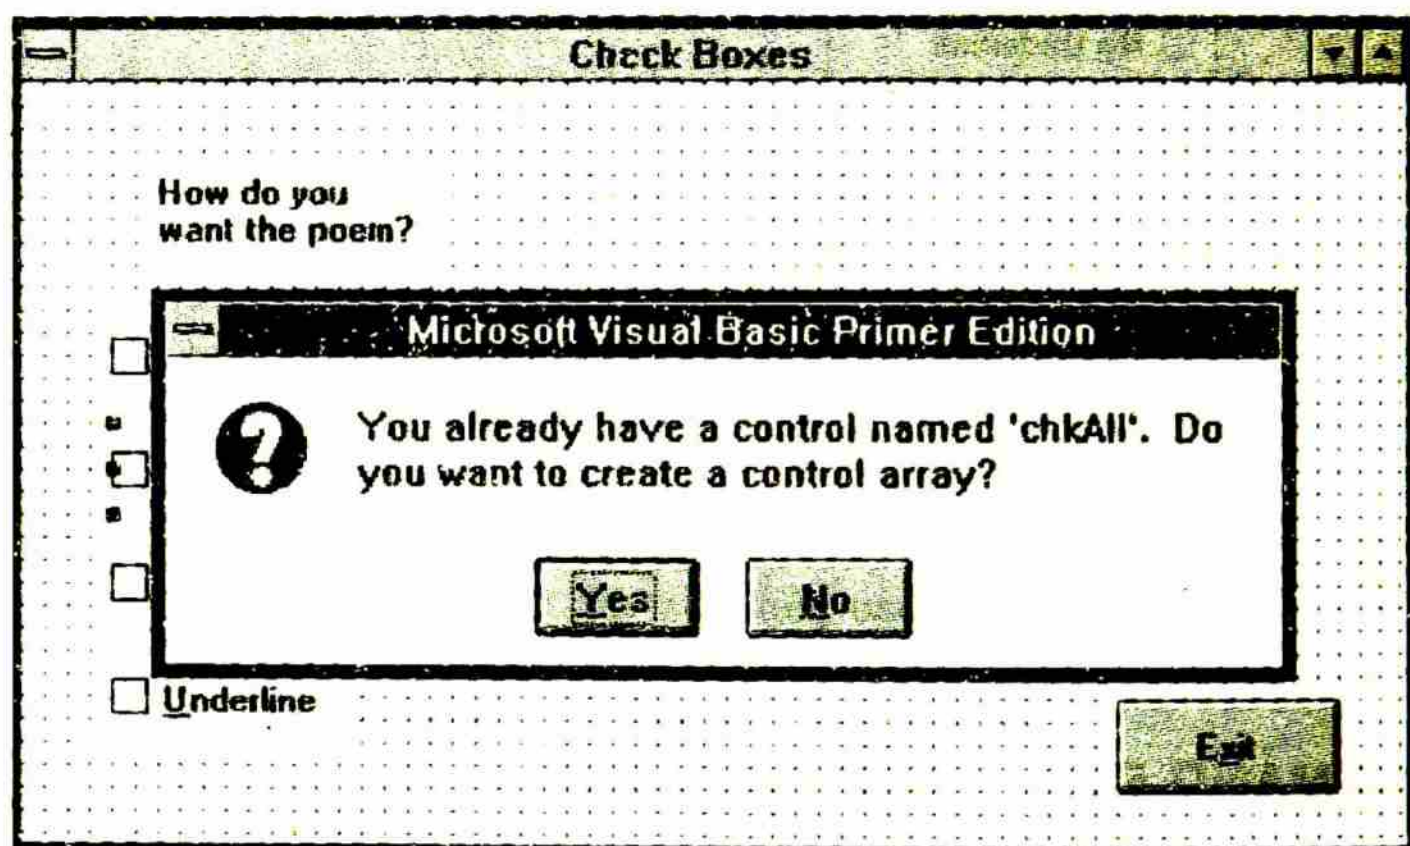 Check Boxes
How do you
want the poem?
Microsoft Visual Basic Primer Edition
You already have a control named 'chkAll'. Do
you want to create a control array?
Yes
No
Underline
Exit